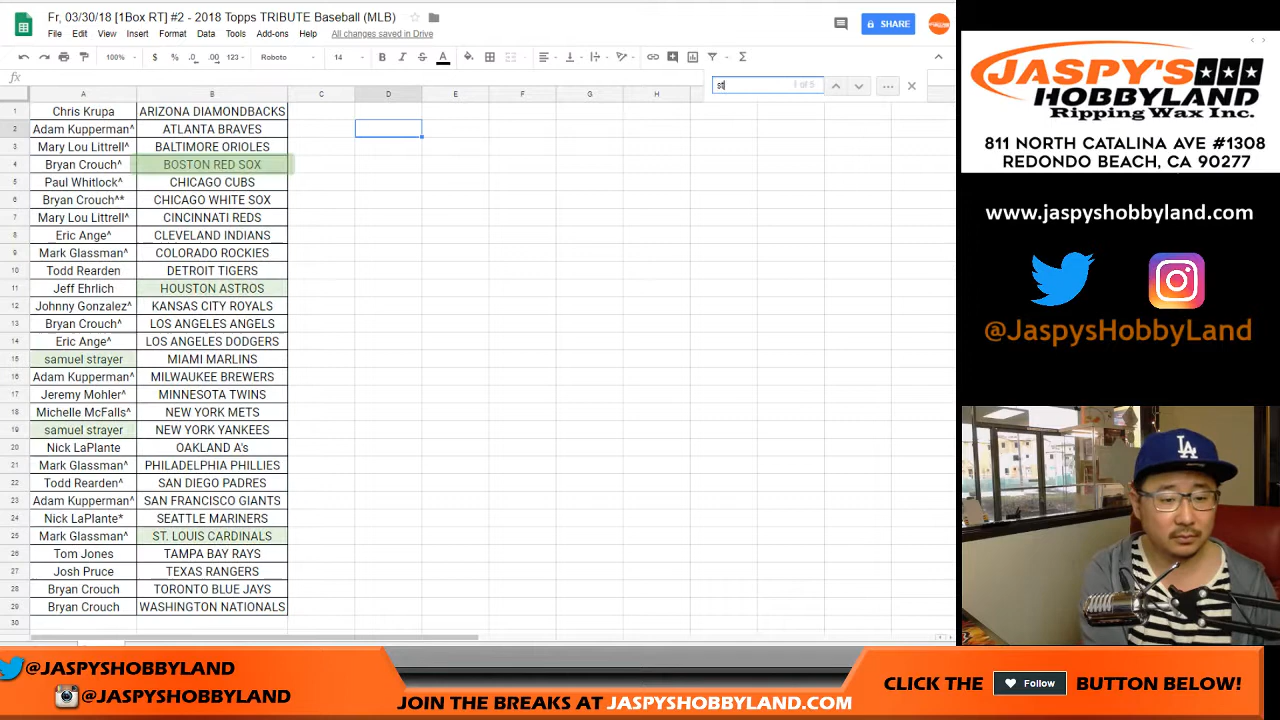 Fr, 03/30/18 [1Box RT] #2 - 2018 Topps TRIBUTE Baseball (MLB)
SHARE
File Edit View Insert Format Data Tools Add-ons Help All changes saved in Drive
100% $ % .0 .00 123 Roboto 14 B I S A
fx
st 1 of 5
A B C D E F G H
1 Chris Krupa ARIZONA DIAMONDBACKS
2 Adam Kupperman^ ATLANTA BRAVES
3 Mary Lou Littrell^ BALTIMORE ORIOLES
4 Bryan Crouch^ BOSTON RED SOX
5 Paul Whitlock^ CHICAGO CUBS
6 Bryan Crouch^* CHICAGO WHITE SOX
7 Mary Lou Littrell^ CINCINNATI REDS
8 Eric Ange^ CLEVELAND INDIANS
9 Mark Glassman^ COLORADO ROCKIES
10 Todd Rearden DETROIT TIGERS
11 Jeff Ehrlich HOUSTON ASTROS
12 Johnny Gonzalez^ KANSAS CITY ROYALS
13 Bryan Crouch^ LOS ANGELES ANGELS
14 Eric Ange^ LOS ANGELES DODGERS
15 samuel strayer MIAMI MARLINS
16 Adam Kupperman^ MILWAUKEE BREWERS
17 Jeremy Mohler^ MINNESOTA TWINS
18 Michelle McFalls^ NEW YORK METS
19 samuel strayer NEW YORK YANKEES
20 Nick LaPlante OAKLAND A's
21 Mark Glassman^ PHILADELPHIA PHILLIES
22 Todd Rearden^ SAN DIEGO PADRES
23 Adam Kupperman^ SAN FRANCISCO GIANTS
24 Nick LaPlante* SEATTLE MARINERS
25 Mark Glassman^ ST. LOUIS CARDINALS
26 Tom Jones TAMPA BAY RAYS
27 Josh Pruce TEXAS RANGERS
28 Bryan Crouch TORONTO BLUE JAYS
29 Bryan Crouch WASHINGTON NATIONALS
30
JASPY'S
HOBBYLAND
Ripping Wax Inc.
811 NORTH CATALINA AVE #1308
REDONDO BEACH, CA 90277
www.jaspyshobbyland.com
@JaspysHobbyLand
LA
@JASPYSHOBBYLAND
@JASPYSHOBBYLAND
JOIN THE BREAKS AT JASPYSHOBBYLAND.COM
CLICK THE Follow BUTTON BELOW!